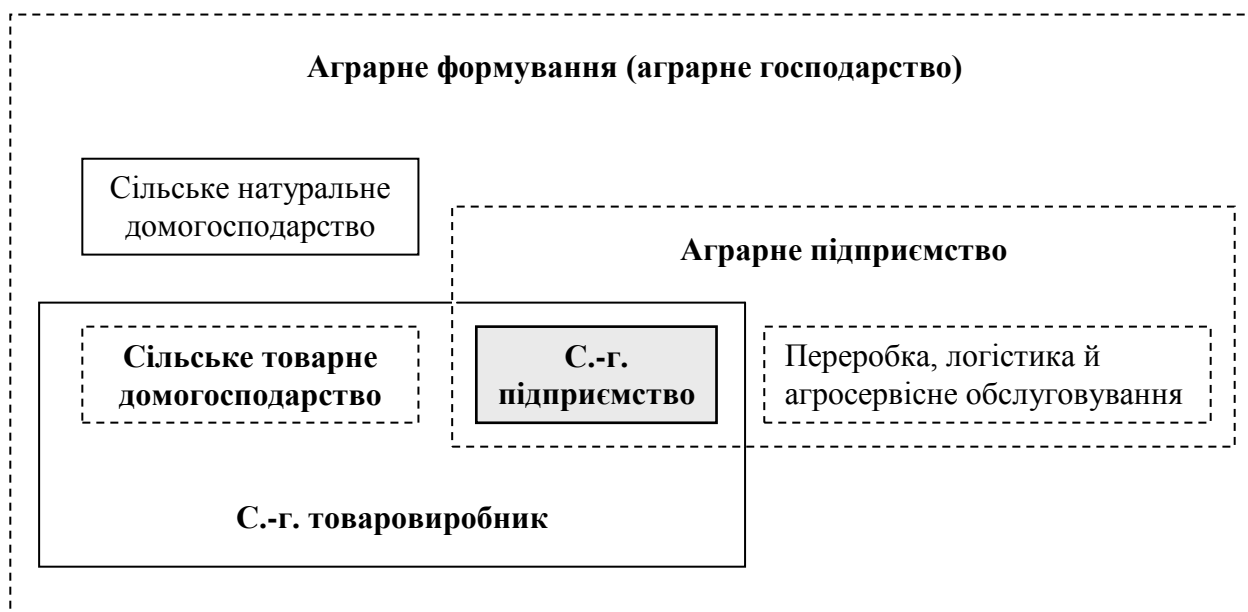 Аграрне формування (аграрне господарство)
Сільське натуральне
домогосподарство
Аграрне підприємство
Сільське товарне
домогосподарство
С.-г.
підприємство
Переробка, логістика й
агросервісне обслуговування
С.-г. товаровиробник